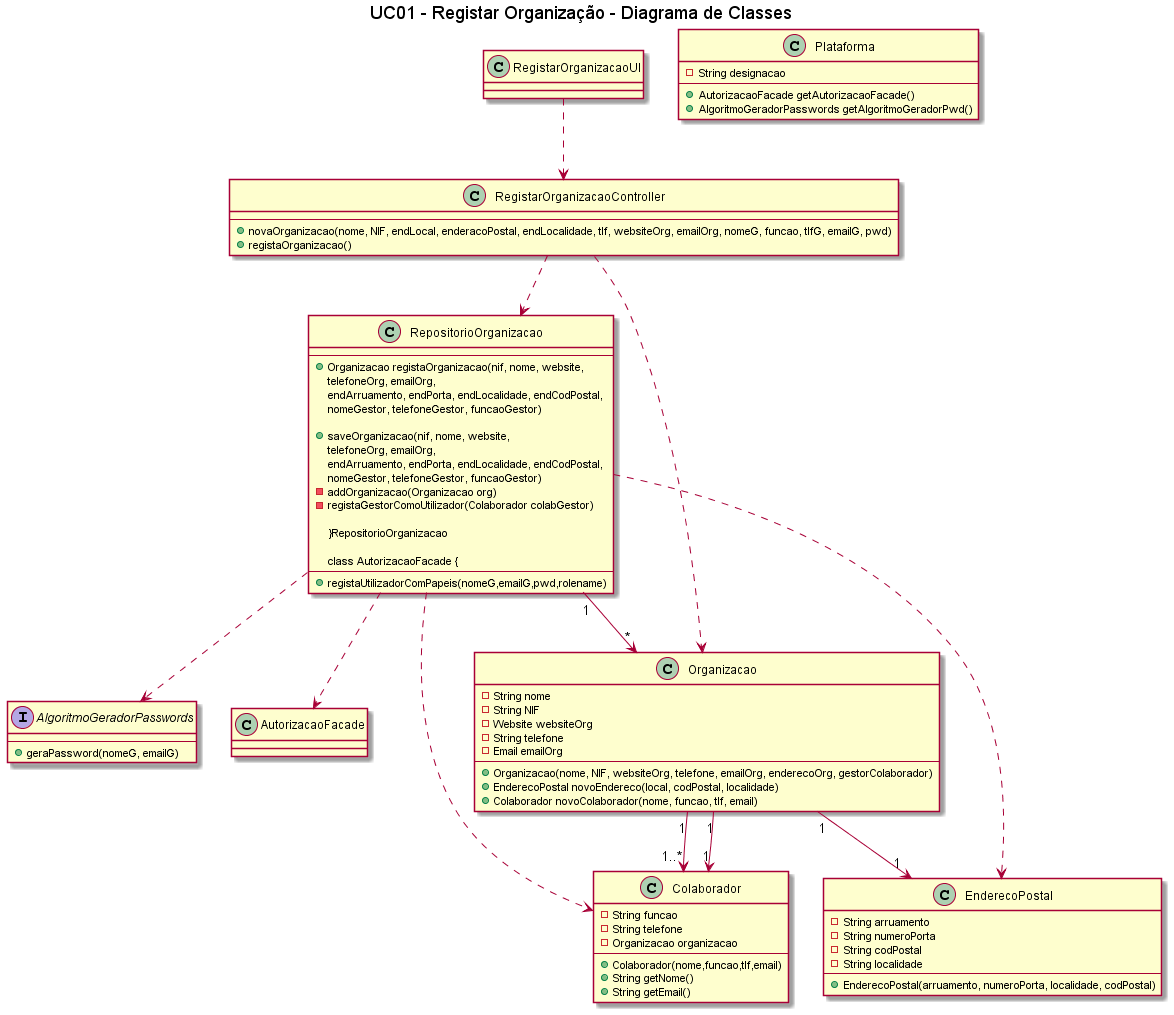 UC01 - Registar Organização - Diagrama de Classes
C RegistarOrganizacaoUI
C Plataforma
String designacao
AutorizacaoFacade getAutorizacaoFacade()
AlgoritmoGeradorPasswords getAlgoritmoGeradorPwd()
C RegistarOrganizacaoController
novaOrganizacao(nome, NIF, endLocal, enderacoPostal, endLocalidade, tlf, websiteOrg, emailOrg, nomeG, funcao, tlfG, emailG, pwd)
registaOrganizacao()
C RepositorioOrganizacao
Organizacao registaOrganizacao(nif, nome, website,
telefoneOrg, emailOrg,
endArruamento, endPorta, endLocalidade, endCodPostal,
nomeGestor, telefoneGestor, funcaoGestor)
saveOrganizacao(nif, nome, website,
telefoneOrg, emailOrg,
endArruamento, endPorta, endLocalidade, endCodPostal,
nomeGestor, telefoneGestor, funcaoGestor)
addOrganizacao(Organizacao org)
registaGestorComoUtilizador(Colaborador colabGestor)
}RepositorioOrganizacao
class AutorizacaoFacade {
registaUtilizadorComPapeis(nomeG,emailG,pwd,rolename)
1
*
I AlgoritmoGeradorPasswords
geraPassword(nomeG, emailG)
C AutorizacaoFacade
C Organizacao
String nome
String NIF
Website websiteOrg
String telefone
Email emailOrg
Organizacao(nome, NIF, websiteOrg, telefone, emailOrg, enderecoOrg, gestorColaborador)
EnderecoPostal novoEndereco(local, codPostal, localidade)
Colaborador novoColaborador(nome, funcao, tlf, email)
1
1
1
1..*
1
1
C Colaborador
String funcao
String telefone
Organizacao organizacao
Colaborador(nome,funcao,tlf,email)
String getNome()
String getEmail()
C EnderecoPostal
String arruamento
String numeroPorta
String codPostal
String localidade
EnderecoPostal(arruamento, numeroPorta, localidade, codPostal)